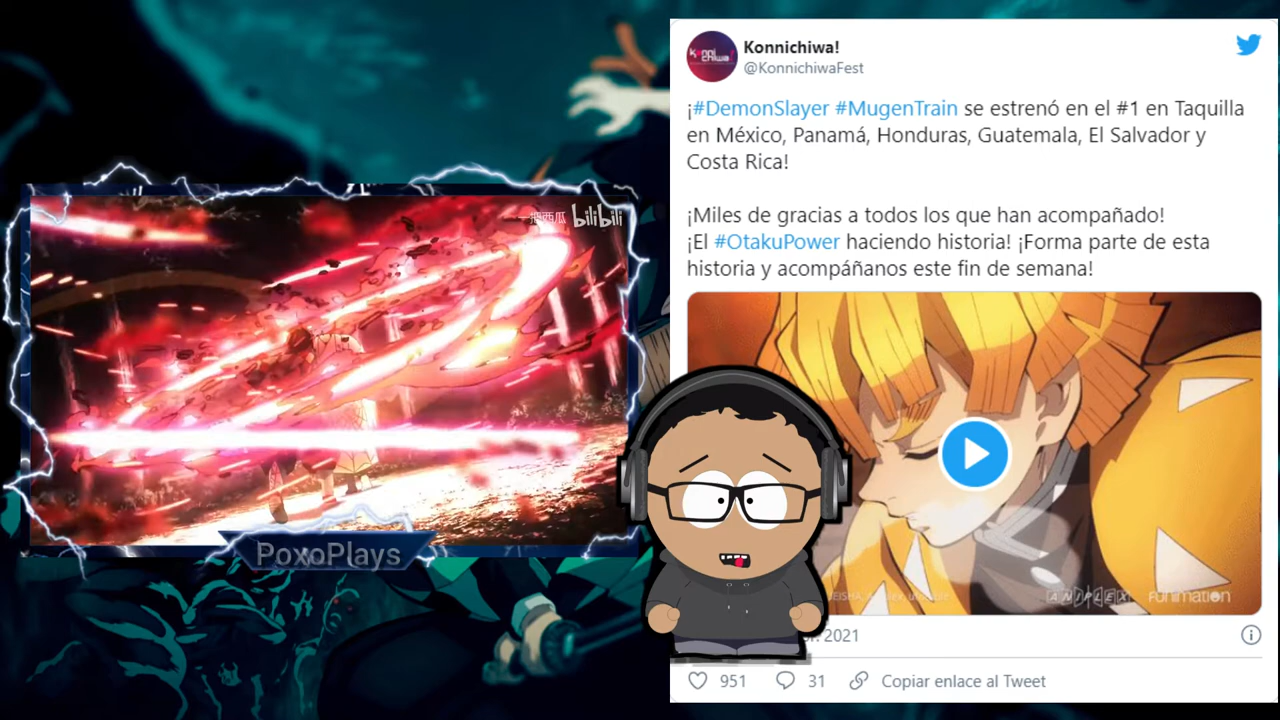 bilibili
PoxoPlays
Konnichiwa!
@KonnichiwaFest
¡#DemonSlayer #MugenTrain se estrenó en el #1 en Taquilla
en México, Panamá, Honduras, Guatemala, El Salvador y
Costa Rica!
¡Miles de gracias a todos los que han acompañado!
¡El #OtakuPower haciendo historia! ¡Forma parte de esta
historia y acompáñanos este fin de semana!
ANIPLEX
FUNiMATiON
2021
951
31
Copiar enlace al Tweet